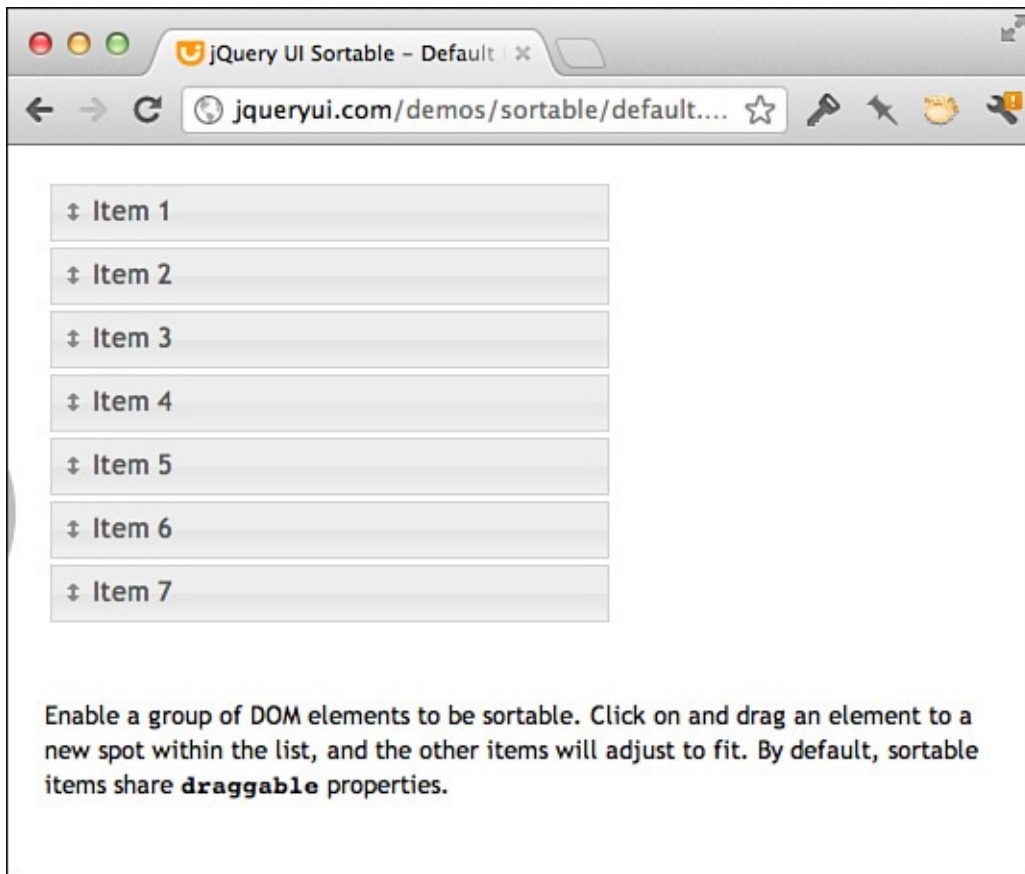 jQuery UI Sortable – Default
jqueryui.com/demos/sortable/default....
Item 1
Item 2
Item 3
Item 4
Item 5
Item 6
Item 7
Enable a group of DOM elements to be sortable. Click on and drag an element to a
new spot within the list, and the other items will adjust to fit. By default, sortable
items share draggable properties.